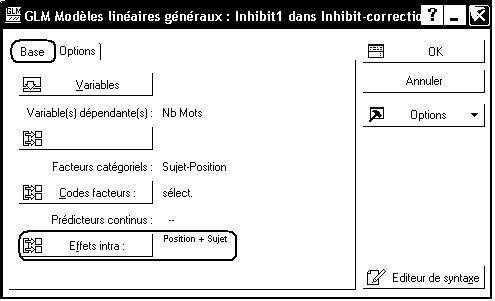 GLM Modèles linéaires généraux : Inhibit1 dans Inhibit-correctio
Base Options
OK
Variables
Annuler
Variable(s) dépendante(s) : Nb Mots
Options
Facteurs catégoriels : Sujet-Position
Codes facteurs : sélect.
Prédicteurs continus : --
Effets intra : Position + Sujet
Editeur de syntaxe